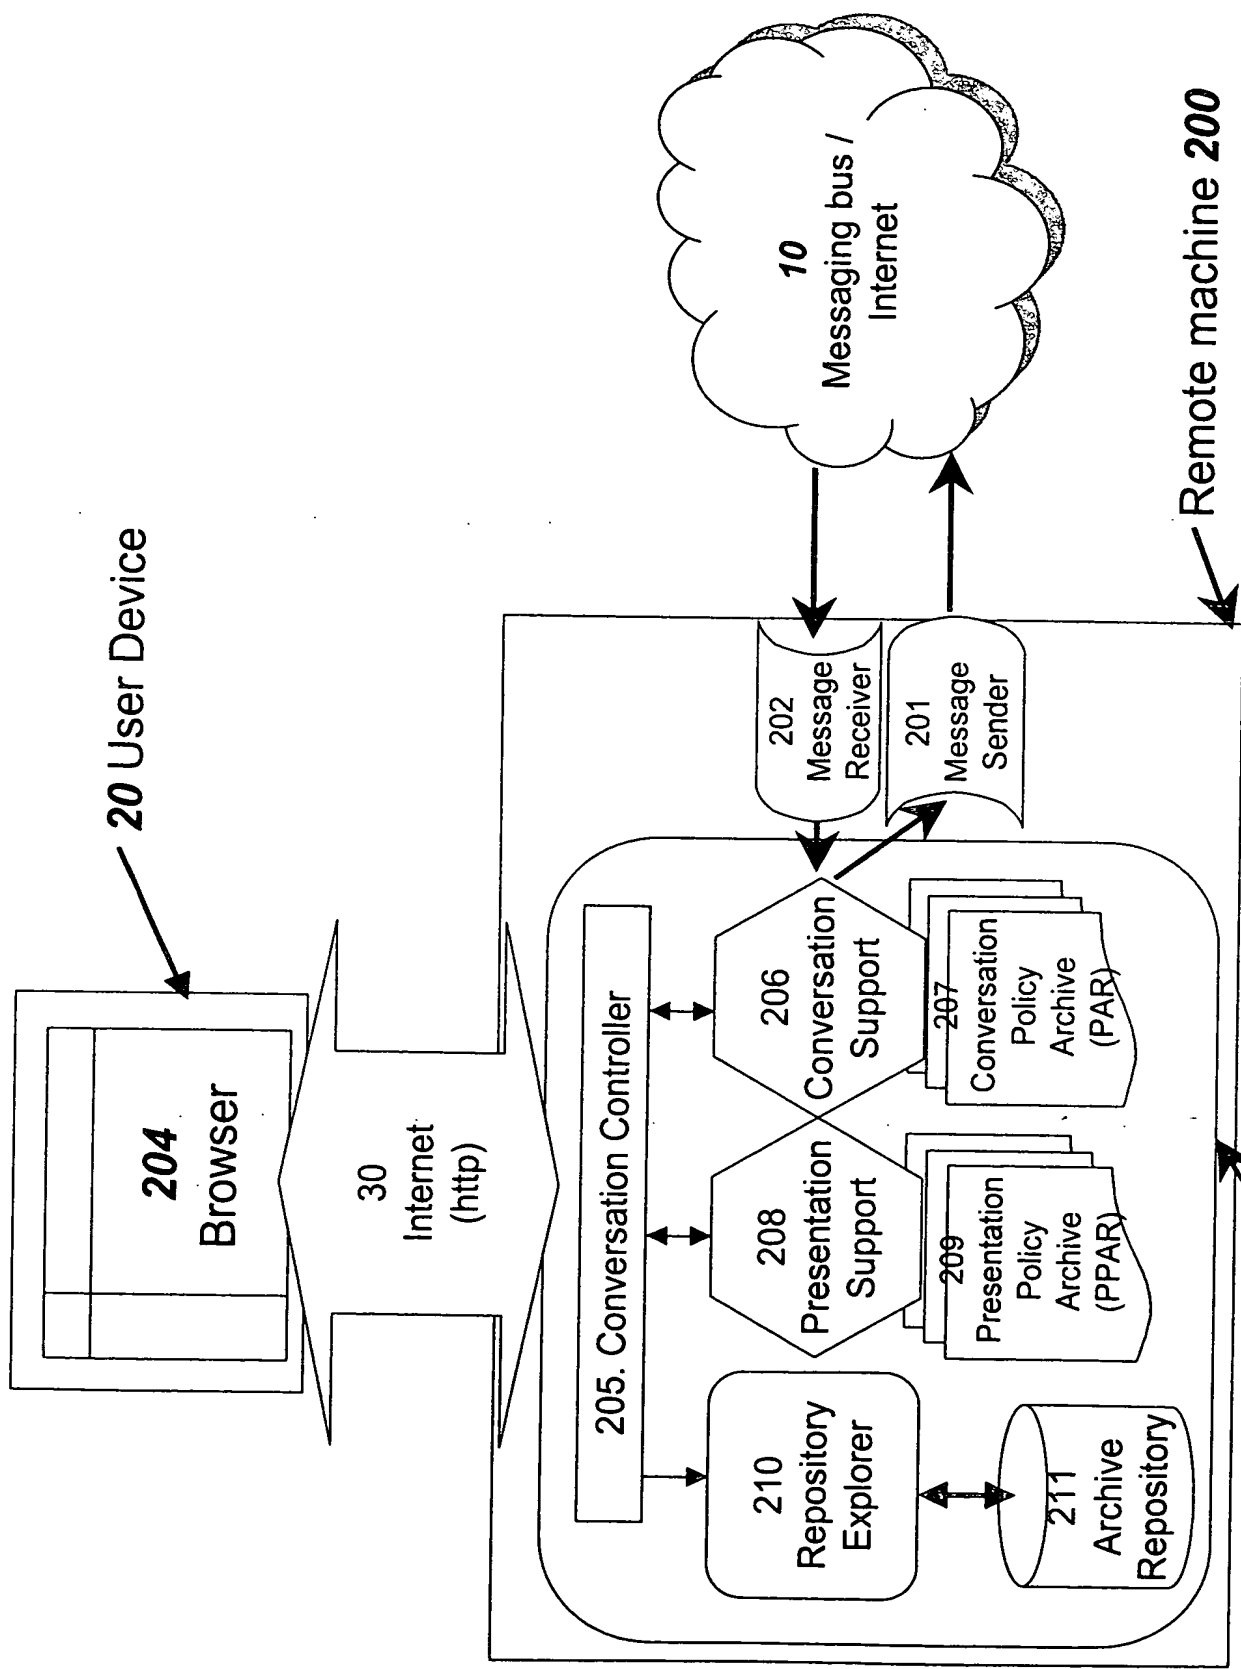 20 User Device
204
Browser
30
Internet
(http)
205. Conversation Controller
210
Repository
Explorer
208
Presentation
Support
206
Conversation
Support
202
Message
Receiver
201
Message
Sender
10
Messaging bus /
Internet
211
Archive
Repository
209
Presentation
Policy
Archive
(PPAR)
207
Conversation
Policy
Archive
(PAR)
Remote machine 200